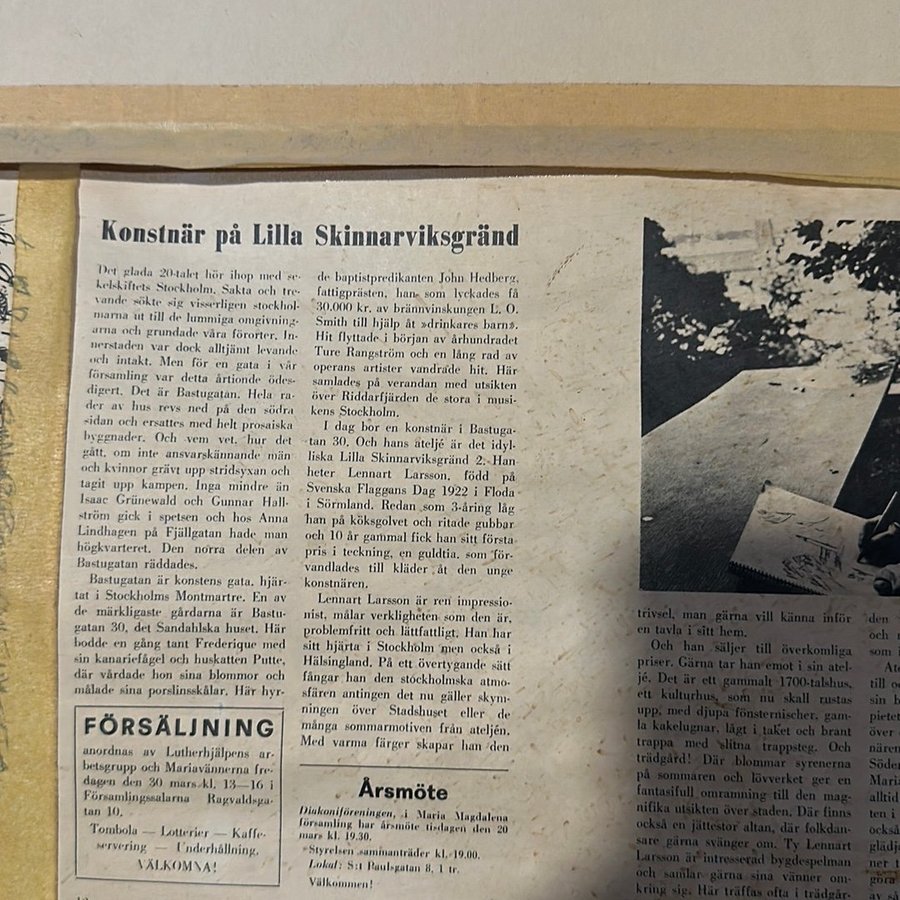 Konstnär på Lilla Skinnarviksgränd
Det glada 20-talet hör ihop med se-
kelskiftets Stockholm. Sakta och tre-
vande sökte sig visserligen stockhol-
marna ut till de lummiga omgivning-
arna och grundade våra förorter. In-
nerstaden var dock alltjämt levande
och intakt. Men för en gata i vår
församling var detta årtionde ödes-
digert. Det är Bastugatan. Hela ra-
der av hus revs ned på den södra
sidan och ersattes med helt prosaiska
byggnader. Och vem vet, hur det
gått, om inte ansvarskännande män
och kvinnor grävt upp stridsyxan och
tagit upp kampen. Inga mindre än
Isaac Grünewald och Gunnar Hall-
ström gick i spetsen och hos Anna
Lindhagen på Fjällgatan hade man
högkvarteret. Den norra delen av
Bastugatan räddades.
Bastugatan är konstens gata, hjär-
tat i Stockholms Montmartre. En av
de märkligaste gårdarna är Bastu-
gatan 30, det Sandahlska huset. Här
bodde en gång tant Frederique med
sin kanariefågel och huskatten Putte,
där vårdade hon sina blommor och
målade sina porslinsskålar. Här hyr-
de baptistpredikanten John Hedberg,
fattigprästen, han som lyckades få
30.000 kr. av brännvinskungen L. O.
Smith till hjälp åt »drinkares barn».
Hit flyttade i början av århundradet
Ture Rangström och en lång rad av
operans artister vandrade hit. Här
samlades på verandan med utsikten
över Riddarfjärden de stora i musi-
kens Stockholm.
I dag bor en konstnär i Bastuga-
tan 30. Och hans ateljé är det idyl-
liska Lilla Skinnarviksgränd 2. Han
heter Lennart Larsson, född på
Svenska Flaggans Dag 1922 i Floda
i Sörmland. Redan som 3-åring låg
han på köksgolvet och ritade gubbar
och 10 år gammal fick han sitt första
pris i teckning, en guldtia, som för-
vandlades till kläder åt den unge
konstnären.
Lennart Larsson är ren impressio-
nist, målar verkligheten som den är,
problemfritt och lättfattligt. Han har
sitt hjärta i Stockholm men också i
Hälsingland. På ett övertygande sätt
fångar han den stockholmska atmo-
sfären antingen det nu gäller skym-
ningen över Stadshuset eller de
många sommarmotiven från ateljén.
Med varma färger skapar han den
FÖRSÄLJNING
anordnas av Lutherhjälpens ar-
betsgrupp och Mariavännerna fre-
dagen den 30 mars kl. 13—16 i
Församlingssalarna Ragvaldsga-
tan 10.
Tombola — Lotterier — Kaffe-
servering — Underhållning.
VÄLKOMNA!
Årsmöte
Diakoniföreningen i Maria Magdalena
församling har årsmöte tisdagen den 20
mars kl. 19.30.
Styrelsen sammanträder kl. 19.00.
Lokal: S:t Paulsgatan 8, 1 tr.
Välkommen!
trivsel, man gärna vill känna inför
en tavla i sitt hem.
Och han säljer till överkomliga
priser. Gärna tar han emot i sin atel-
jé. Det är ett gammalt 1700-talshus,
ett kulturhus, som nu skall rustas
upp, med djupa fönsternischer, gam-
la kakelugnar, lågt i taket och brant
trappa med slitna trappsteg. Och
trädgård! Där blommar syrenerna
på sommaren och lövverket ger en
fantasifull omramning till den mag-
nifika utsikten över staden. Där finns
också en jättestor altan, där folkdan-
sare gärna svänger om. Ty Lennart
Larsson är intresserad bygdespelman
och samlar gärna sina vänner om-
kring sig. Här träffas ofta i trädgår-
den
och
som i
till
sin
över
nären
Söder
Maria
alltid
ten i
också
glädj
ner t
göra